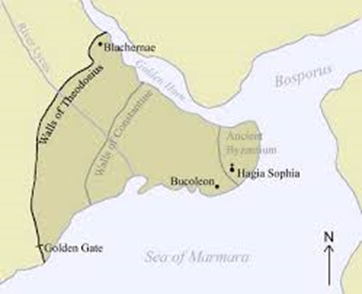 River Lycus
Blachernae
Golden Horn
Bosporus
Walls of Theodosius
Walls of Constantine
Ancient
Byzantium
Hagia Sophia
Bucoleon
Golden Gate
Sea of Marmara
N